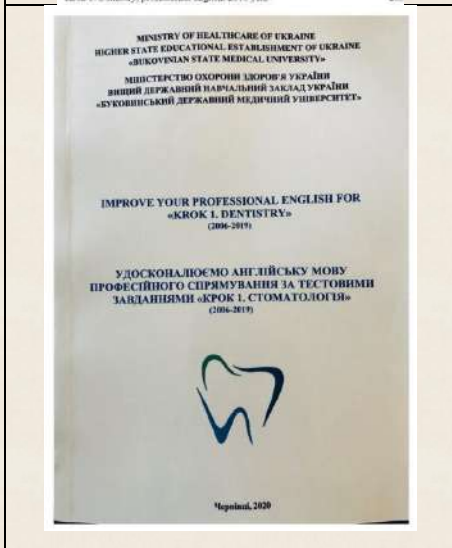 MINISTRY OF HEALTHCARE OF UKRAINE
HIGHER STATE EDUCATIONAL ESTABLISHMENT OF UKRAINE
«BUKOVINIAN STATE MEDICAL UNIVERSITY»
МІНІСТЕРСТВО ОХОРОНИ ЗДОРОВ'Я УКРАЇНИ
ВИЩИЙ ДЕРЖАВНИЙ НАВЧАЛЬНИЙ ЗАКЛАД УКРАЇНИ
«БУКОВИНСЬКИЙ ДЕРЖАВНИЙ МЕДИЧНИЙ УНІВЕРСИТЕТ»
IMPROVE YOUR PROFESSIONAL ENGLISH FOR
«KROK 1. DENTISTRY»
(2006-2019)
УДОСКОНАЛЮЄМО АНГЛІЙСЬКУ МОВУ
ПРОФЕСІЙНОГО СПРЯМУВАННЯ ЗА ТЕСТОВИМИ
ЗАВДАННЯМИ «КРОК 1. СТОМАТОЛОГІЯ»
(2006-2019)
Чернівці, 2020